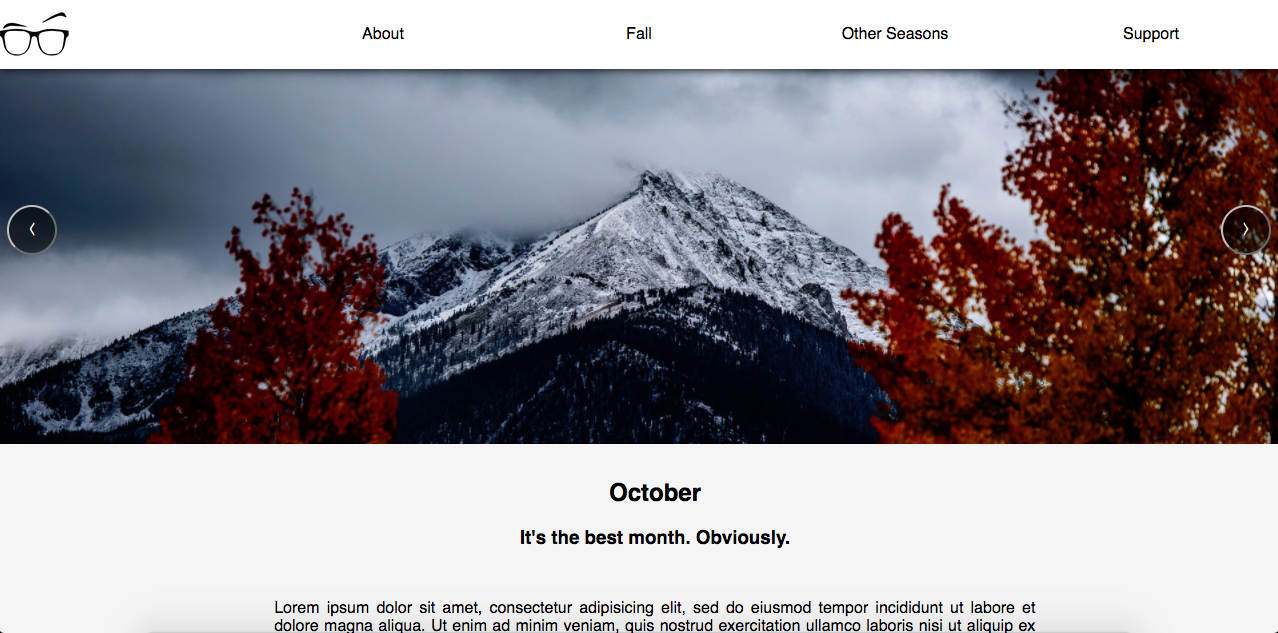 About Fall Other Seasons Support
October
It's the best month. Obviously.
Lorem ipsum dolor sit amet, consectetur adipisicing elit, sed do eiusmod tempor incididunt ut labore et
dolore magna aliqua. Ut enim ad minim veniam, quis nostrud exercitation ullamco laboris nisi ut aliquip ex